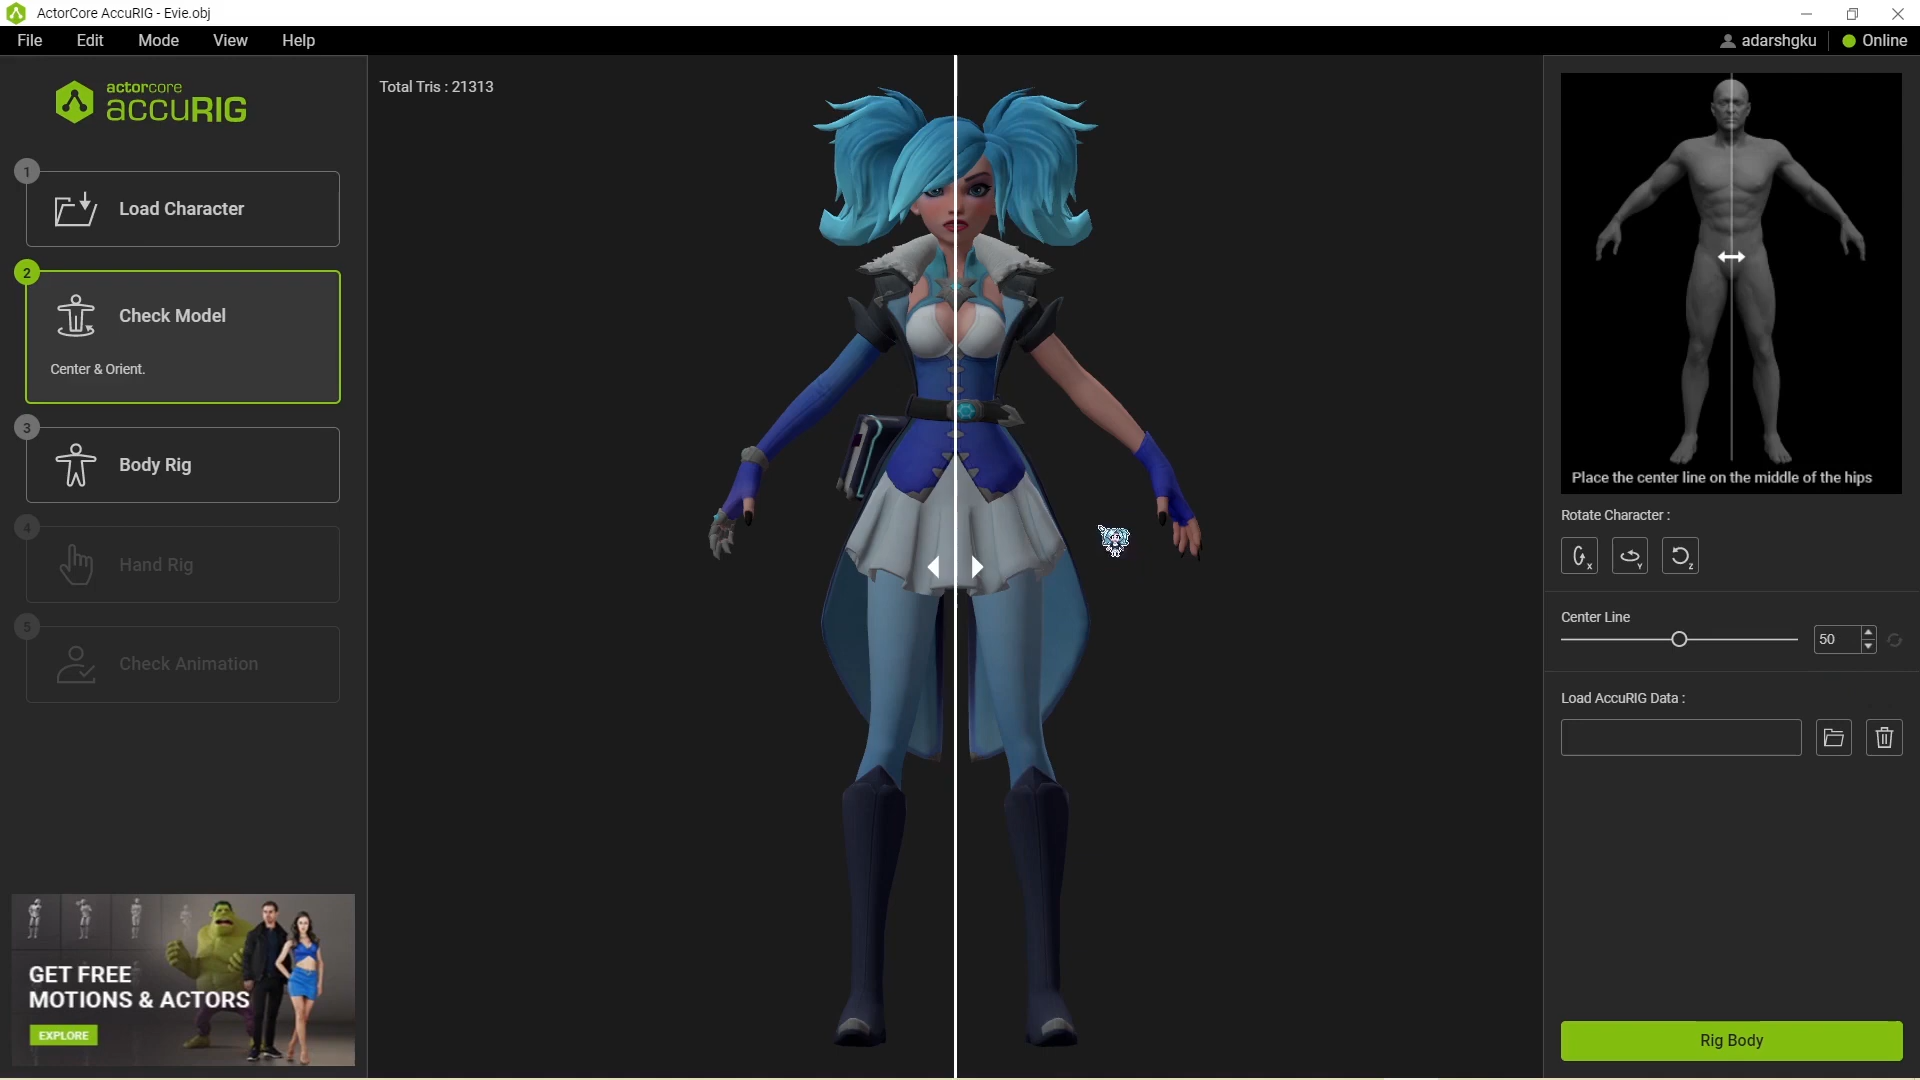 ActorCore AccuRIG - Evie.obj
File Edit Mode View Help
adarshgku Online
actorcore
accuRIG
Total Tris : 21313
1
Load Character
2
Check Model
Center & Orient.
3
Body Rig
4
Hand Rig
5
Check Animation
GET FREE
MOTIONS & ACTORS
EXPLORE
Place the center line on the middle of the hips
Rotate Character :
X Y Z
Center Line
50
Load AccuRIG Data :
Rig Body